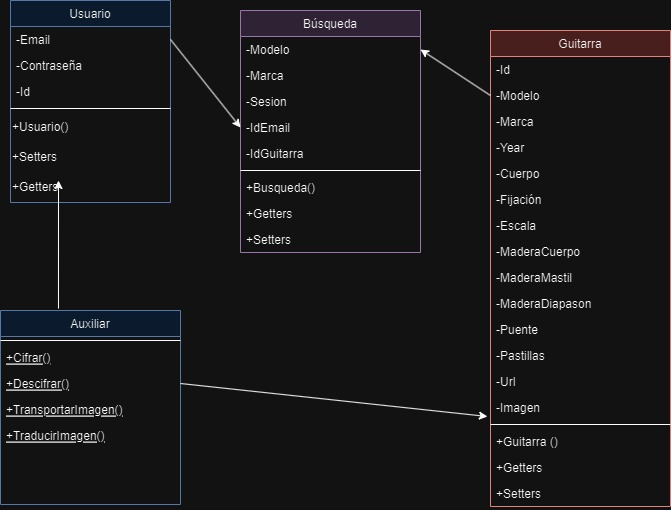 Usuario
-Email
-Contraseña
-Id
+Usuario()
+Setters
+Getters
Búsqueda
-Modelo
-Marca
-Sesion
-IdEmail
-IdGuitarra
+Busqueda()
+Getters
+Setters
Guitarra
-Id
-Modelo
-Marca
-Year
-Cuerpo
-Fijación
-Escala
-MaderaCuerpo
-MaderaMastil
-MaderaDiapason
-Puente
-Pastillas
-Url
-Imagen
+Guitarra ()
+Getters
+Setters
Auxiliar
+Cifrar()
+Descifrar()
+TransportarImagen()
+TraducirImagen()